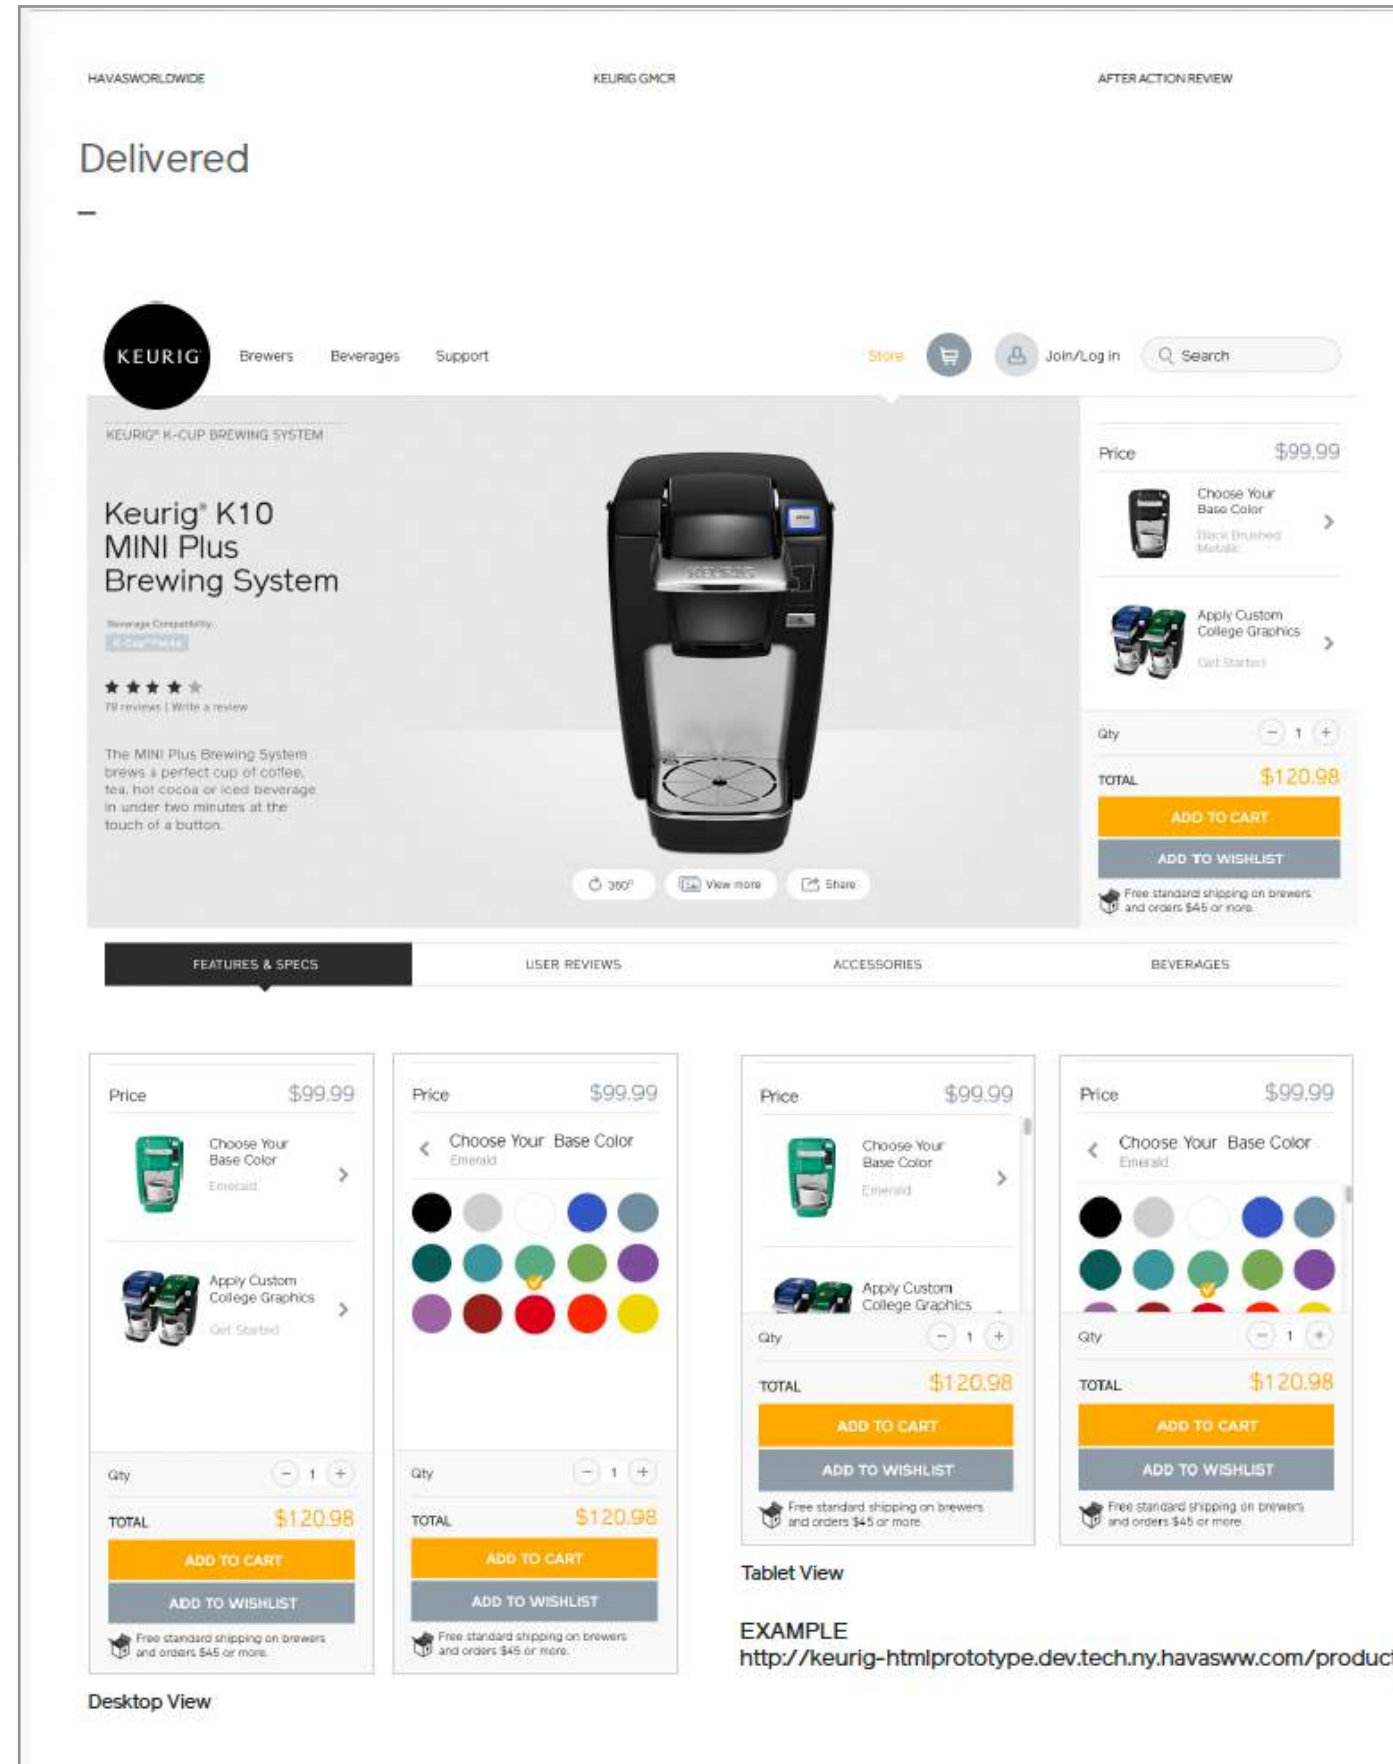 HAVASWORLDWIDE
KEURIG GMCR
AFTER ACTION REVIEW
Delivered
KEURIG
Brewers
Beverages
Support
Store
Join/Log in
Search
KEURIG® K-CUP BREWING SYSTEM
Keurig® K10
MINI Plus
Brewing System
Beverage Compatibility
K-Cup® Packs
79 reviews | Write a review
The MINI Plus Brewing System
brews a perfect cup of coffee,
tea, hot cocoa or iced beverage
in under two minutes at the
touch of a button.
KEURIG
360°
View more
Share
Price
$99.99
Choose Your
Base Color
Black Brushed
Metallic
Apply Custom
College Graphics
Get Started
Qty
1
TOTAL
$120.98
ADD TO CART
ADD TO WISHLIST
Free standard shipping on brewers
and orders $45 or more.
FEATURES & SPECS
USER REVIEWS
ACCESSORIES
BEVERAGES
Price
$99.99
Choose Your
Base Color
Emerald
Apply Custom
College Graphics
Get Started
Qty
1
TOTAL
$120.98
ADD TO CART
ADD TO WISHLIST
Free standard shipping on brewers
and orders $45 or more.
Price
$99.99
Choose Your Base Color
Emerald
Qty
1
TOTAL
$120.98
ADD TO CART
ADD TO WISHLIST
Free standard shipping on brewers
and orders $45 or more.
Desktop View
Price
$99.99
Choose Your
Base Color
Emerald
Apply Custom
College Graphics
Qty
1
TOTAL
$120.98
ADD TO CART
ADD TO WISHLIST
Free standard shipping on brewers
and orders $45 or more.
Price
$99.99
Choose Your Base Color
Emerald
Qty
1
TOTAL
$120.98
ADD TO CART
ADD TO WISHLIST
Free standard shipping on brewers
and orders $45 or more.
Tablet View
EXAMPLE
http://keurig-htmlprototype.dev.tech.ny.havasww.com/product